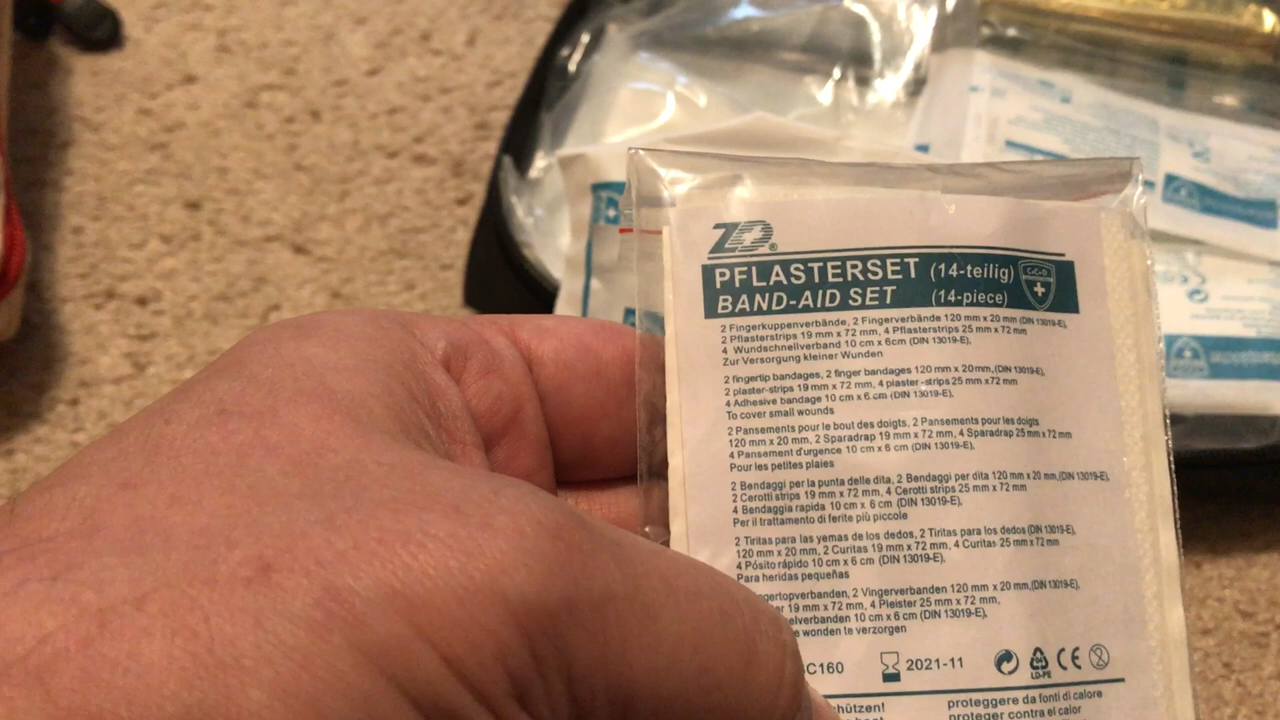 ZD®
PFLASTERSET (14-teilig)
BAND-AID SET (14-piece)
2 Fingerkuppenverbände, 2 Fingerverbände 120 mm x 20 mm (DIN 13019-E),
2 Pflasterstrips 19 mm x 72 mm, 4 Pflasterstrips 25 mm x 72 mm
4 Wundschnellverband 10 cm x 6cm (DIN 13019-E),
Zur Versorgung kleiner Wunden
2 fingertip bandages, 2 finger bandages 120 mm x 20mm,(DIN 13019-E),
2 plaster-strips 19 mm x 72 mm, 4 plaster -strips 25 mm x72 mm
4 Adhesive bandage 10 cm x 6.cm (DIN 13019-E),
To cover small wounds
2 Pansements pour le bout des doigts, 2 Pansements pour les doigts
120 mm x 20 mm, 2 Sparadrap 19 mm x 72 mm, 4 Sparadrap 25 mm x 72 mm
4 Pansement d'urgence 10 cm x 6 cm (DIN 13019-E),
Pour les petites plaies
2 Bendaggi per la punta delle dita, 2 Bendaggi per dita 120 mm x 20 mm,(DIN 13019-E),
2 Cerotti strips 19 mm x 72 mm, 4 Cerotti strips 25 mm x 72 mm
4 Bendaggia rapida 10 cm x 6 cm (DIN 13019-E),
Per il trattamento di ferite più piccole
2 Tiritas para las yemas de los dedos, 2 Tiritas para los dedos (DIN 13019-E),
120 mm x 20 mm, 2 Curitas 19 mm x 72 mm, 4 Curitas 25 mm x 72 mm
4 Pósito rápido 10 cm x 6 cm (DIN 13019-E),
Para heridas pequeñas
gertopverbanden, 2 Vingerverbanden 120 mm x 20 mm,(DIN 13019-E),
er 19 mm x 72 mm, 4 Pleister 25 mm x 72 mm,
elverbanden 10 cm x 6 cm (DIN 13019-E),
e wonden te verzorgen
C160 2021-11 LD-PE CE 2
hützen! proteggere da fonti di calore
proteger contra el calor